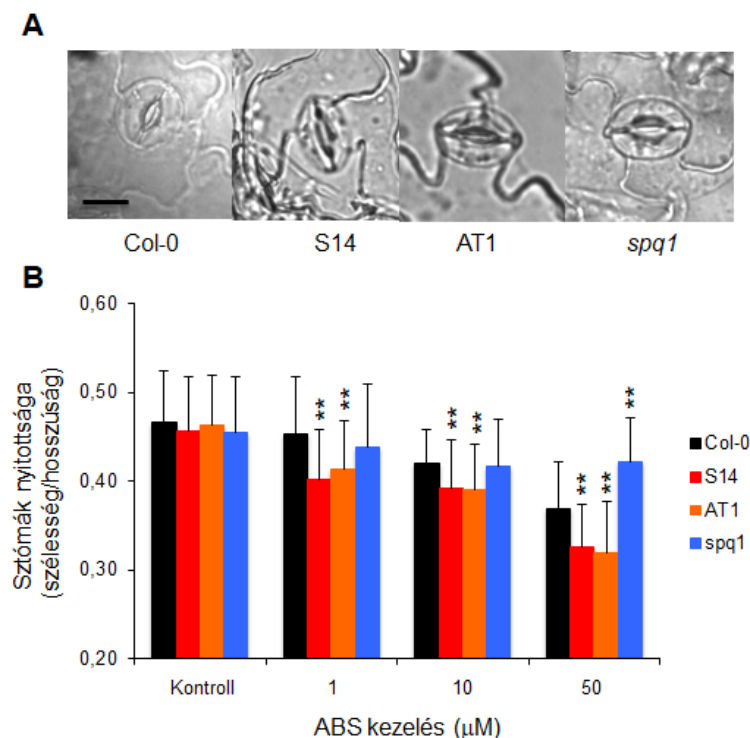 A
Col-0 S14 AT1 spq1
B
Sztómák nyitottsága
(szélesség/hosszúság)
0,60
0,50
0,40
0,30
0,20
** **
** **
** ** **
Col-0
S14
AT1
spq1
Kontroll 1 10 50
ABS kezelés (µM)